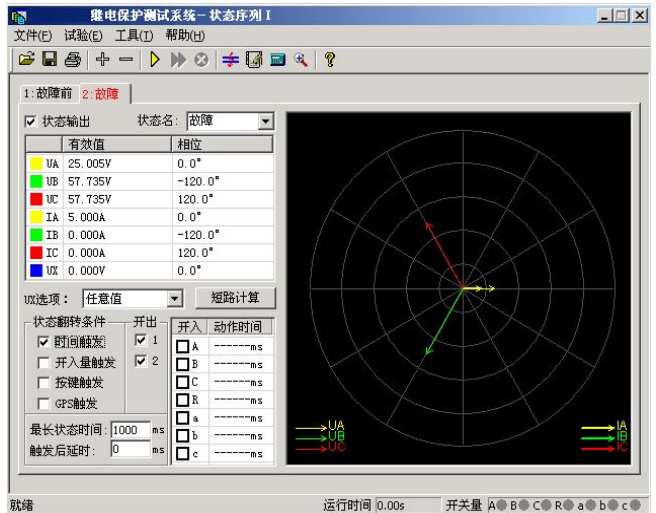 继电保护测试系统-状态序列 I
文件(F) 试验(E) 工具(T) 帮助(H)
1:故障前 2:故障
状态输出 状态名: 故障
有效值 相位
UA 25.005V 0.0°
UB 57.735V -120.0°
UC 57.735V 120.0°
IA 5.000A 0.0°
IB 0.000A -120.0°
IC 0.000A 120.0°
UX 0.000V 0.0°
UX选项: 任意值 短路计算
状态翻转条件 开出 开入 动作时间
时间触发 1 A ------ms
开入量触发 2 B ------ms
按键触发 C ------ms
GPS触发 R ------ms
最长状态时间: 1000 ms a ------ms
触发后延时: 0 ms b ------ms
c ------ms
UA IA
UB IB
UC IC
就绪 运行时间 0.00s 开关量 A B C R a b c